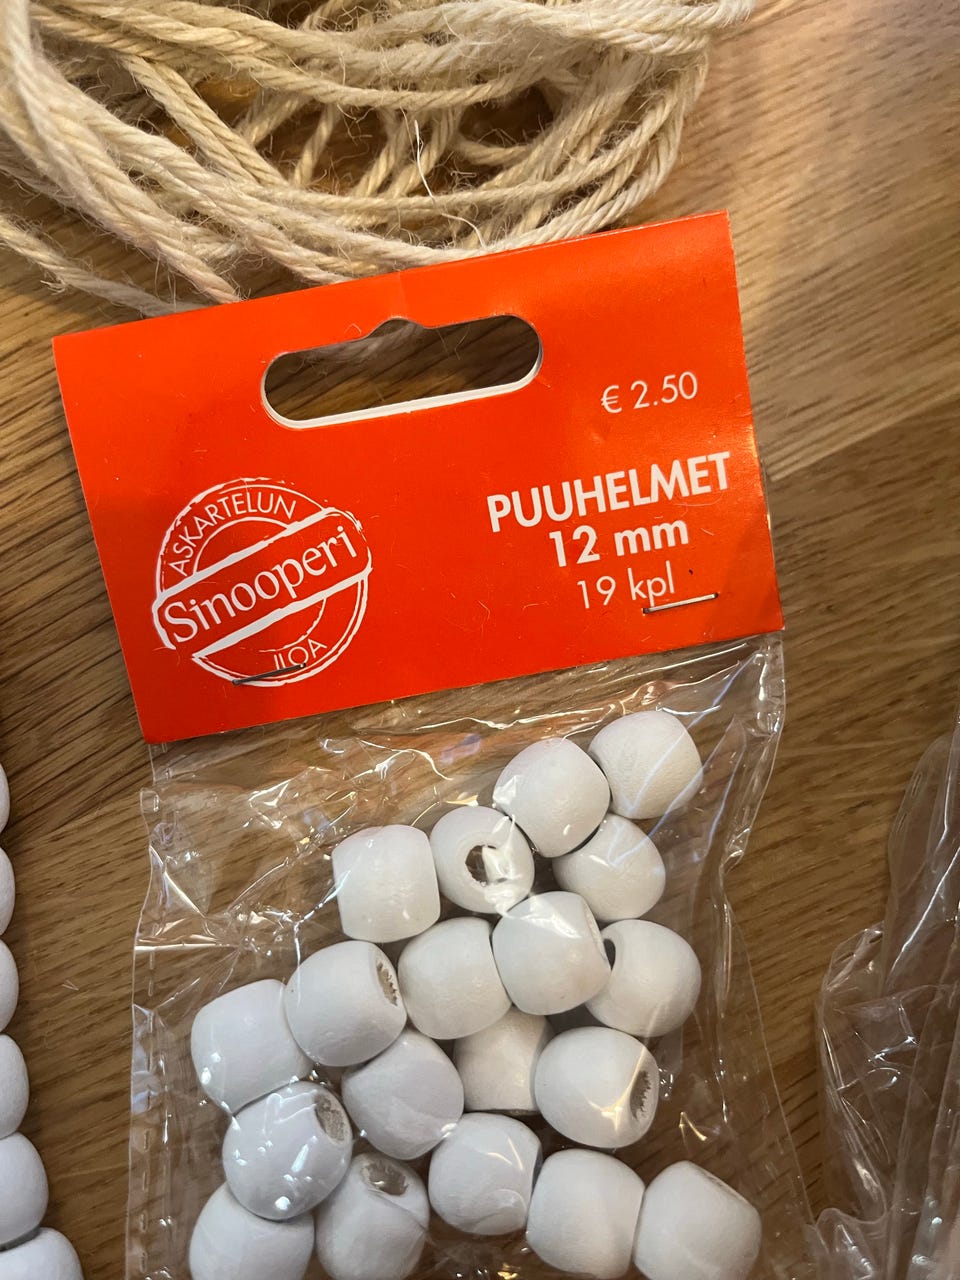 € 2.50
PUUHELMET
12 mm
19 kpl
ASKARTELUN
Sinooperi
ILOA